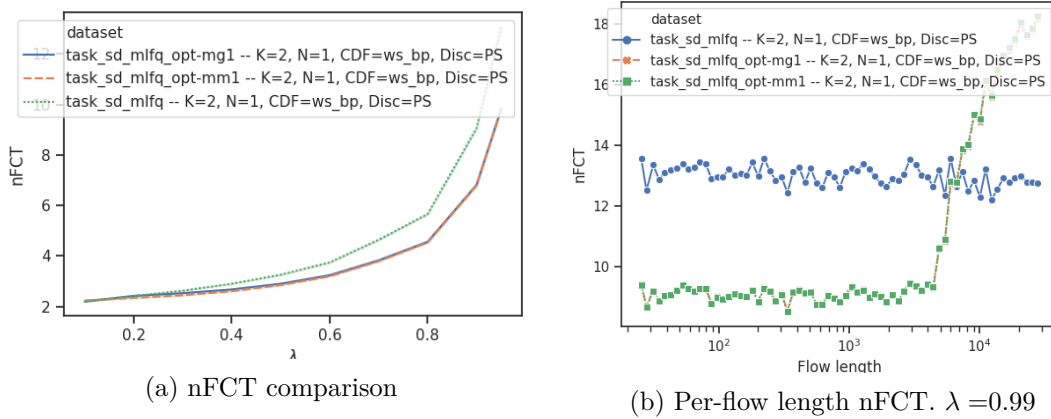 dataset
task_sd_mlfq_opt-mg1 -- K=2, N=1, CDF=ws_bp, Disc=PS
task_sd_mlfq_opt-mm1 -- K=2, N=1, CDF=ws_bp, Disc=PS
task_sd_mlfq -- K=2, N=1, CDF=ws_bp, Disc=PS
nFCT
12
10
8
6
4
2
0.2
0.4
0.6
0.8
λ
(a) nFCT comparison
dataset
task_sd_mlfq -- K=2, N=1, CDF=ws_bp, Disc=PS
task_sd_mlfq_opt-mg1 -- K=2, N=1, CDF=ws_bp, Disc=PS
task_sd_mlfq_opt-mm1 -- K=2, N=1, CDF=ws_bp, Disc=PS
nFCT
18
16
14
12
10
10²
10³
10⁴
Flow length
(b) Per-flow length nFCT. λ =0.99